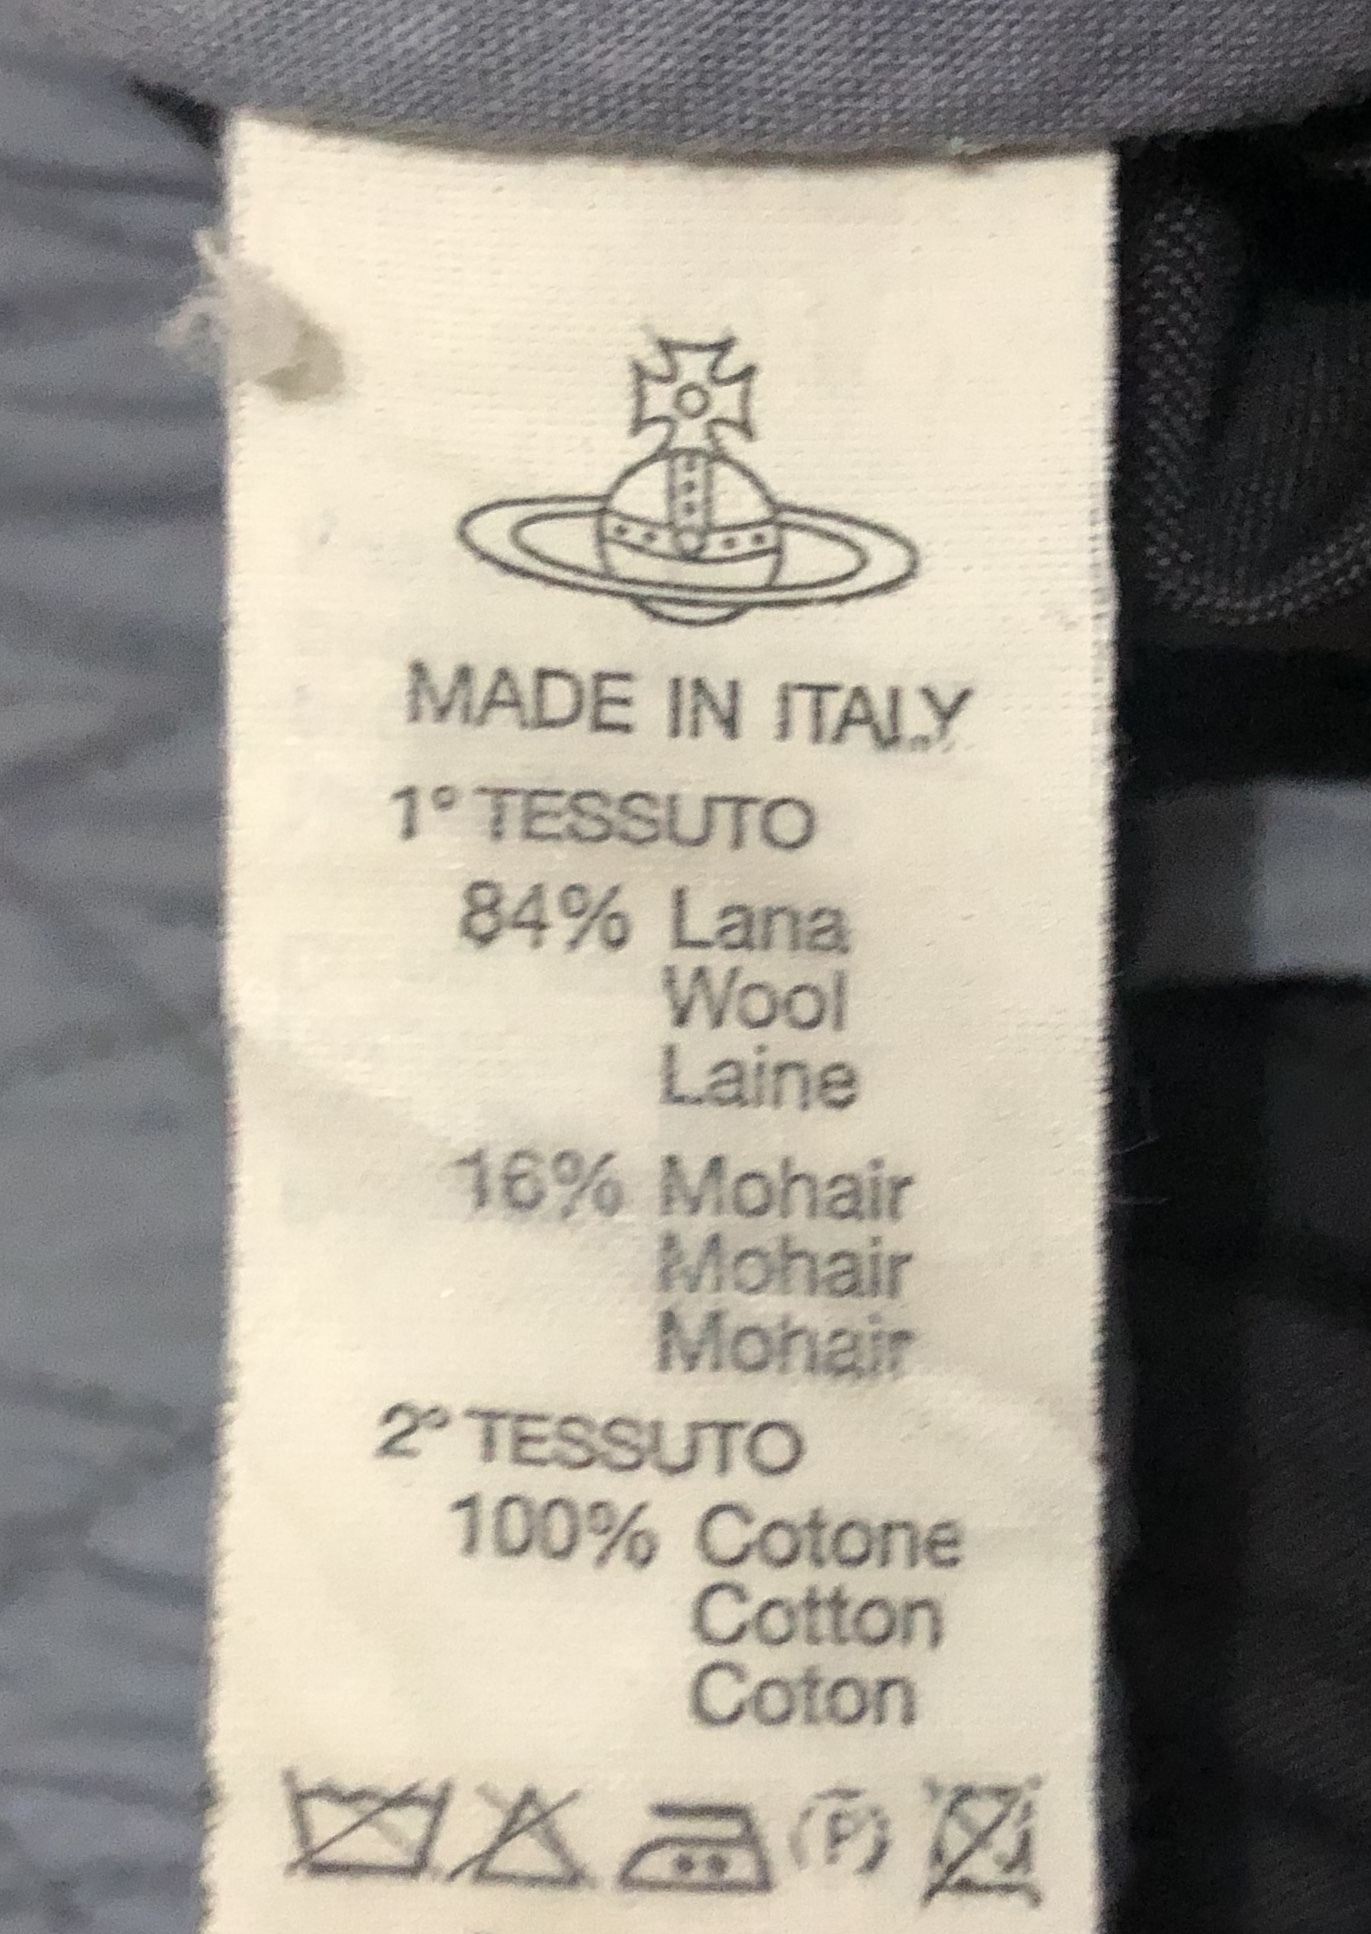 MADE IN ITALY
1° TESSUTO
84% Lana
Wool
Laine
16% Mohair
Mohair
Mohair
2° TESSUTO
100% Cotone
Cotton
Coton
P